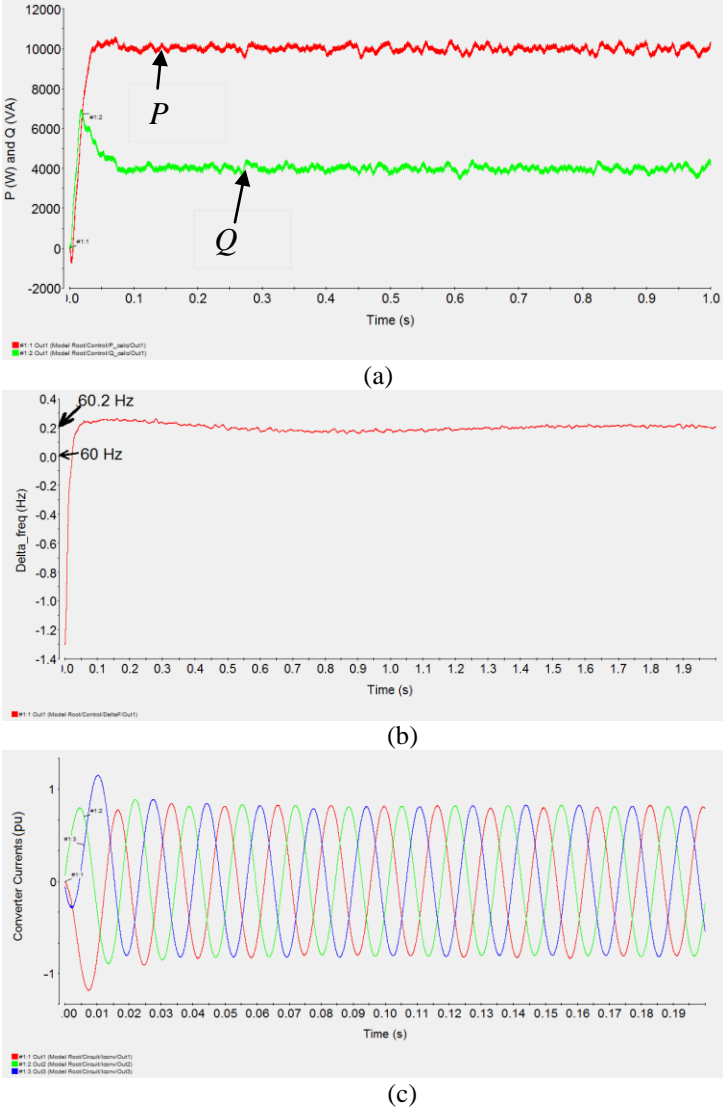 12000
10000
8000
6000
4000
2000
0
-2000
P (W) and Q (VA)
P
Q
#1:2
#1:1
1.0 0.1 0.2 0.3 0.4 0.5 0.6 0.7 0.8 0.9 1.0
Time (s)
#1:1 Out1 (Model Root/Control/P_calc/Out1)
#1:2 Out1 (Model Root/Control/Q_calc/Out1)
(a)
0.4
0.2
0.0
-0.2
-0.4
-0.6
-0.8
-1.0
-1.2
-1.4
Delta_freq (Hz)
60.2 Hz
60 Hz
1.0 0.1 0.2 0.3 0.4 0.5 0.6 0.7 0.8 0.9 1.0 1.1 1.2 1.3 1.4 1.5 1.6 1.7 1.8 1.9
Time (s)
#1:1 Out1 (Model Root/Control/DeltaF/Out1)
(b)
1
0
-1
Converter Currents (pu)
#1:2
#1:3
#1:1
.00 0.01 0.02 0.03 0.04 0.05 0.06 0.07 0.08 0.09 0.10 0.11 0.12 0.13 0.14 0.15 0.16 0.17 0.18 0.19
Time (s)
#1:1 Out1 (Model Root/Circuit/Iconv/Out1)
#1:2 Out2 (Model Root/Circuit/Iconv/Out2)
#1:3 Out3 (Model Root/Circuit/Iconv/Out3)
(c)